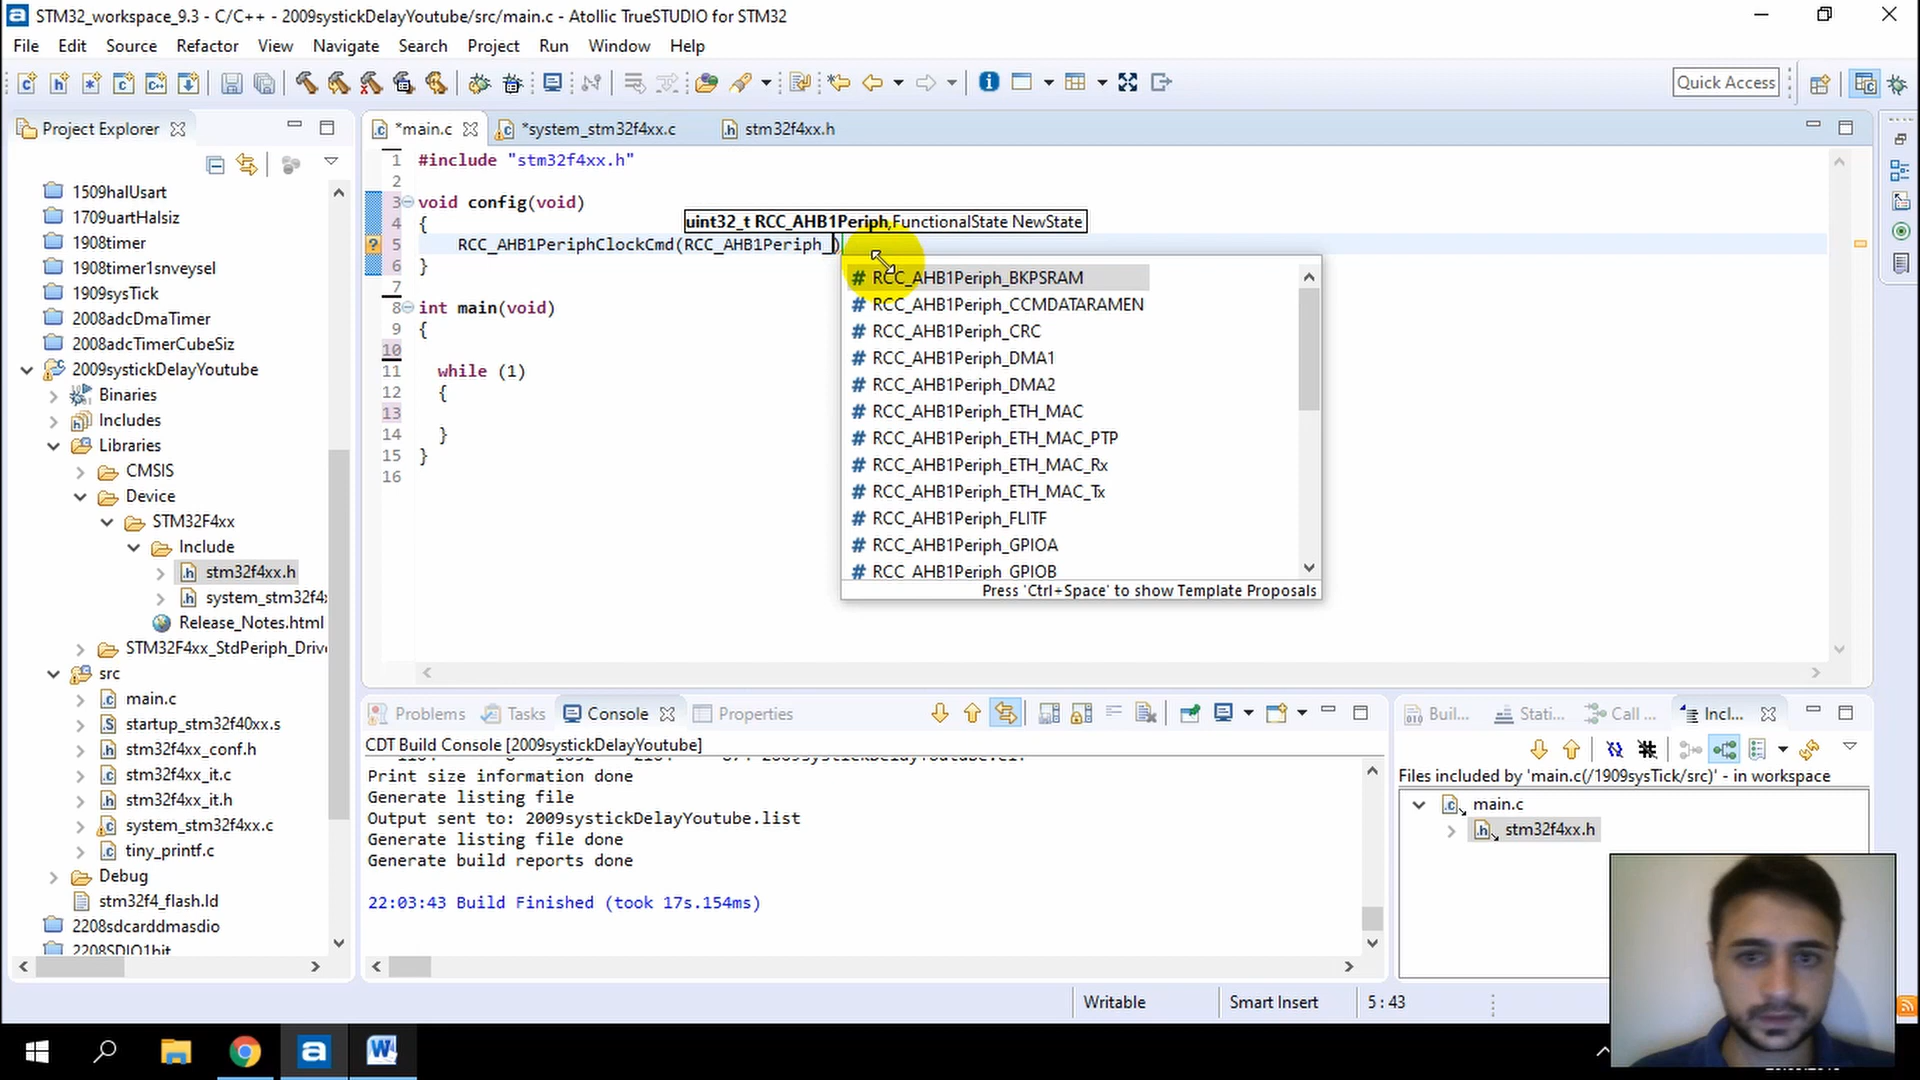 STM32_workspace_9.3 - C/C++ - 2009systickDelayYoutube/src/main.c - Atollic TrueSTUDIO for STM32
File Edit Source Refactor View Navigate Search Project Run Window Help
Quick Access
Project Explorer
1509halUsart
1709uartHalsiz
1908timer
1908timer1snveysel
1909sysTick
2008adcDmaTimer
2008adcTimerCubeSiz
2009systickDelayYoutube
Binaries
Includes
Libraries
CMSIS
Device
STM32F4xx
Include
stm32f4xx.h
system_stm32f4x
Release_Notes.html
STM32F4xx_StdPeriph_Drive
src
main.c
startup_stm32f40xx.s
stm32f4xx_conf.h
stm32f4xx_it.c
stm32f4xx_it.h
system_stm32f4xx.c
tiny_printf.c
Debug
stm32f4_flash.ld
2208sdcarddmasdio
2208SDIO1bit
*main.c
*system_stm32f4xx.c
stm32f4xx.h
1 #include "stm32f4xx.h"
2
3 void config(void)
4 {
uint32_t RCC_AHB1Periph,FunctionalState NewState
5 RCC_AHB1PeriphClockCmd(RCC_AHB1Periph_)
6 }
7
8 int main(void)
9 {
10
11 while (1)
12 {
13
14 }
15 }
16
# RCC_AHB1Periph_BKPSRAM
# RCC_AHB1Periph_CCMDATARAMEN
# RCC_AHB1Periph_CRC
# RCC_AHB1Periph_DMA1
# RCC_AHB1Periph_DMA2
# RCC_AHB1Periph_ETH_MAC
# RCC_AHB1Periph_ETH_MAC_PTP
# RCC_AHB1Periph_ETH_MAC_Rx
# RCC_AHB1Periph_ETH_MAC_Tx
# RCC_AHB1Periph_FLITF
# RCC_AHB1Periph_GPIOA
# RCC_AHB1Periph_GPIOB
Press 'Ctrl+Space' to show Template Proposals
Problems Tasks Console Properties
CDT Build Console [2009systickDelayYoutube]
Print size information done
Generate listing file
Output sent to: 2009systickDelayYoutube.list
Generate listing file done
Generate build reports done
22:03:43 Build Finished (took 17s.154ms)
Buil... Stati... Call ... Incl...
Files included by 'main.c(/1909sysTick/src)' - in workspace
main.c
stm32f4xx.h
Writable Smart Insert 5 : 43